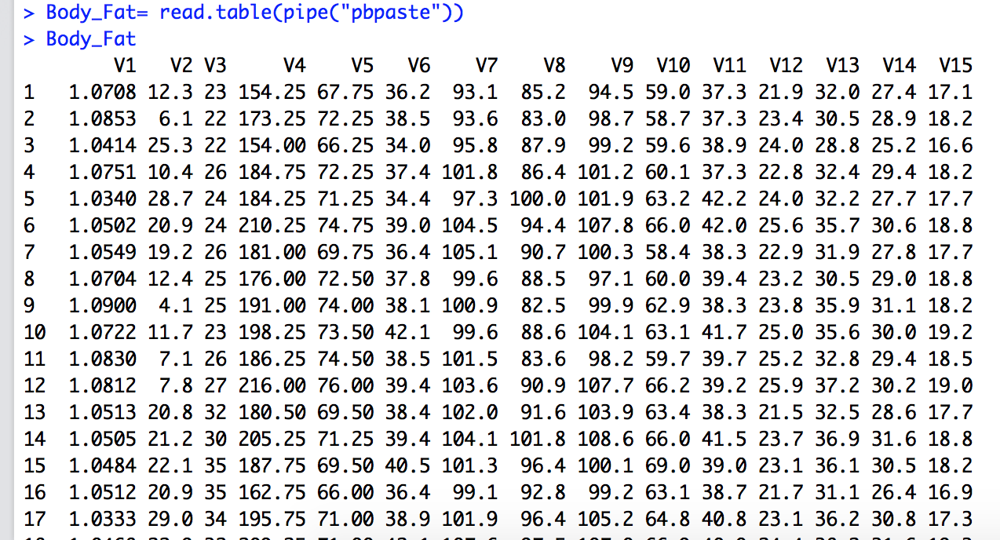 > Body_Fat= read.table(pipe("pbpaste"))
> Body_Fat
V1 V2 V3 V4 V5 V6 V7 V8 V9 V10 V11 V12 V13 V14 V15
1 1.0708 12.3 23 154.25 67.75 36.2 93.1 85.2 94.5 59.0 37.3 21.9 32.0 27.4 17.1
2 1.0853 6.1 22 173.25 72.25 38.5 93.6 83.0 98.7 58.7 37.3 23.4 30.5 28.9 18.2
3 1.0414 25.3 22 154.00 66.25 34.0 95.8 87.9 99.2 59.6 38.9 24.0 28.8 25.2 16.6
4 1.0751 10.4 26 184.75 72.25 37.4 101.8 86.4 101.2 60.1 37.3 22.8 32.4 29.4 18.2
5 1.0340 28.7 24 184.25 71.25 34.4 97.3 100.0 101.9 63.2 42.2 24.0 32.2 27.7 17.7
6 1.0502 20.9 24 210.25 74.75 39.0 104.5 94.4 107.8 66.0 42.0 25.6 35.7 30.6 18.8
7 1.0549 19.2 26 181.00 69.75 36.4 105.1 90.7 100.3 58.4 38.3 22.9 31.9 27.8 17.7
8 1.0704 12.4 25 176.00 72.50 37.8 99.6 88.5 97.1 60.0 39.4 23.2 30.5 29.0 18.8
9 1.0900 4.1 25 191.00 74.00 38.1 100.9 82.5 99.9 62.9 38.3 23.8 35.9 31.1 18.2
10 1.0722 11.7 23 198.25 73.50 42.1 99.6 88.6 104.1 63.1 41.7 25.0 35.6 30.0 19.2
11 1.0830 7.1 26 186.25 74.50 38.5 101.5 83.6 98.2 59.7 39.7 25.2 32.8 29.4 18.5
12 1.0812 7.8 27 216.00 76.00 39.4 103.6 90.9 107.7 66.2 39.2 25.9 37.2 30.2 19.0
13 1.0513 20.8 32 180.50 69.50 38.4 102.0 91.6 103.9 63.4 38.3 21.5 32.5 28.6 17.7
14 1.0505 21.2 30 205.25 71.25 39.4 104.1 101.8 108.6 66.0 41.5 23.7 36.9 31.6 18.8
15 1.0484 22.1 35 187.75 69.50 40.5 101.3 96.4 100.1 69.0 39.0 23.1 36.1 30.5 18.2
16 1.0512 20.9 35 162.75 66.00 36.4 99.1 92.8 99.2 63.1 38.7 21.7 31.1 26.4 16.9
17 1.0333 29.0 34 195.75 71.00 38.9 101.9 96.4 105.2 64.8 40.8 23.1 36.2 30.8 17.3